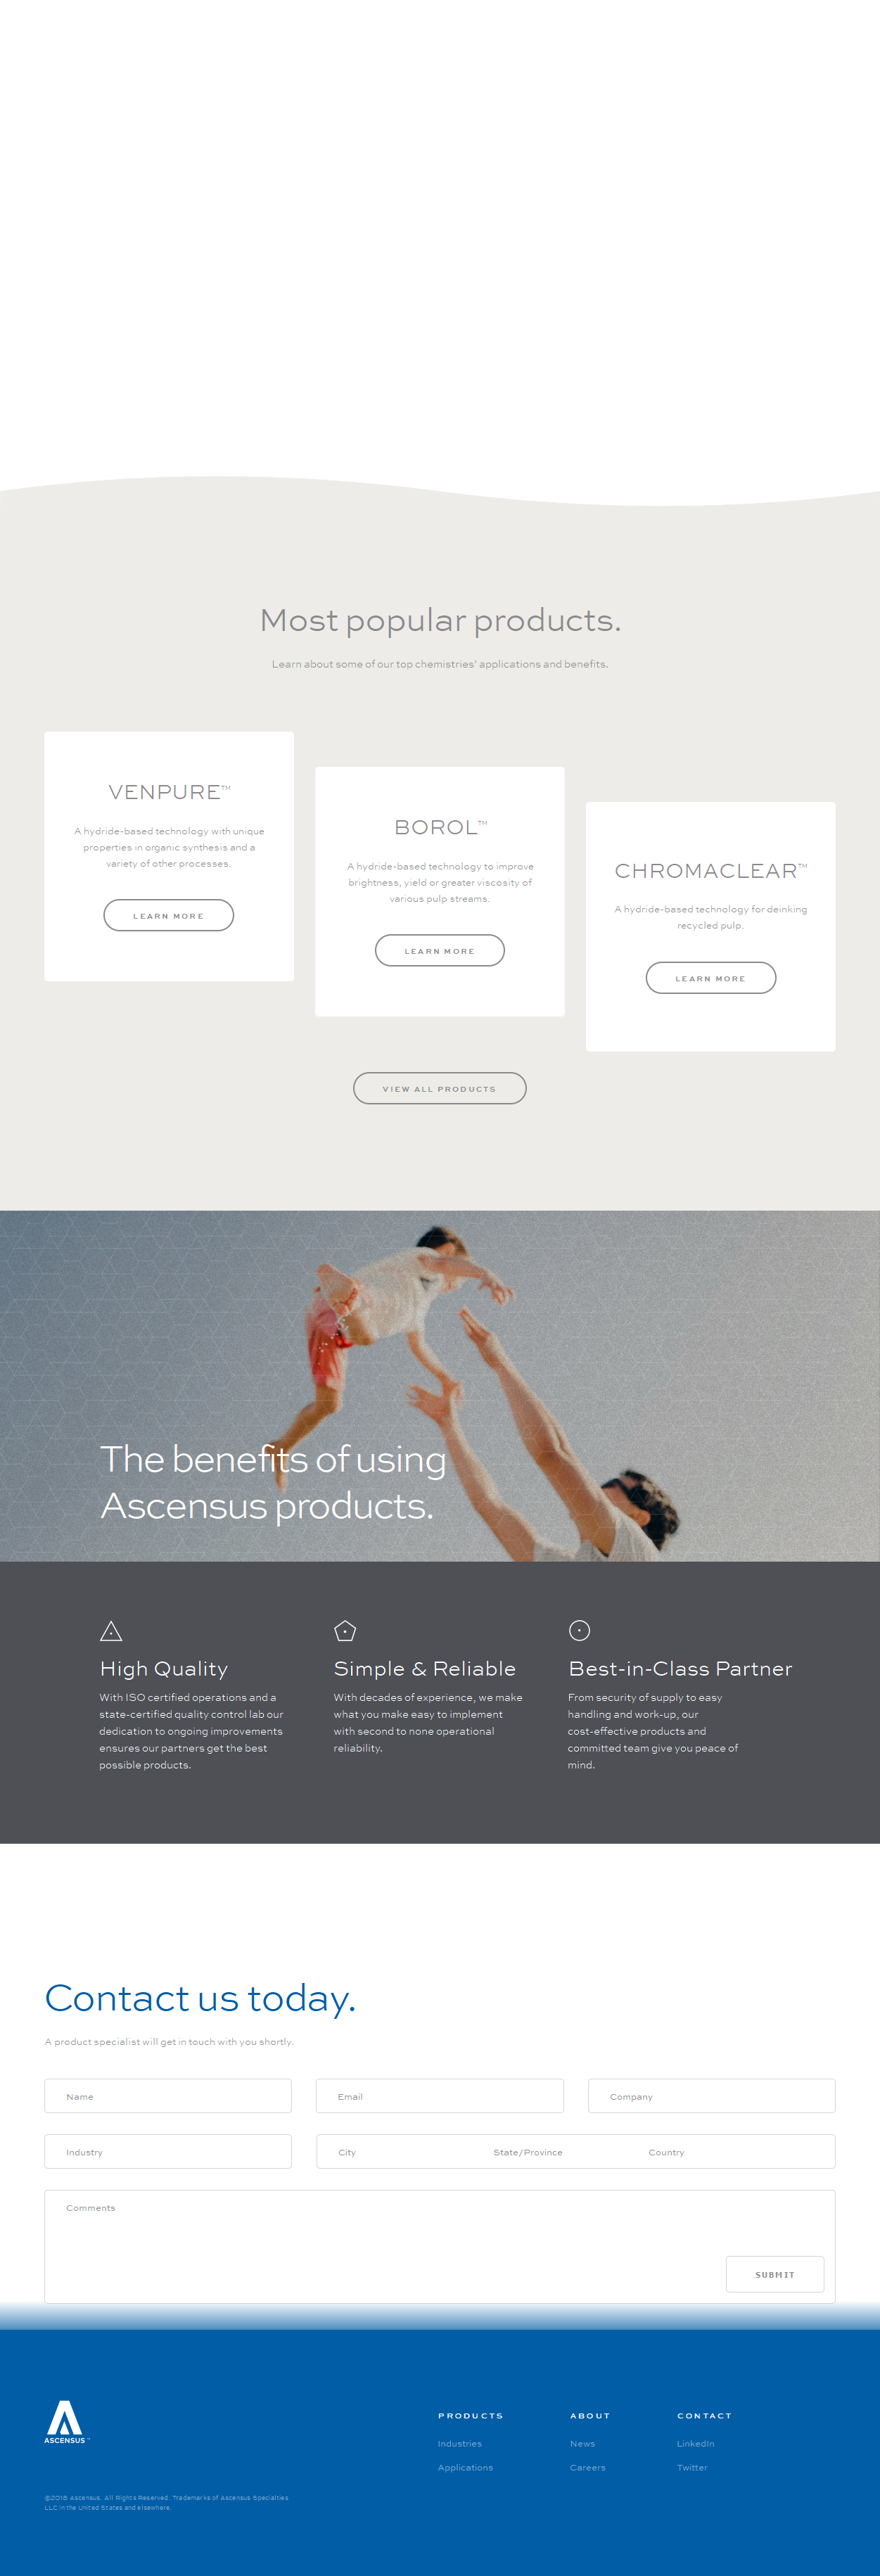 Most popular products.
Learn about some of our top chemistries' applications and benefits.
VENPURE™
A hydride-based technology with unique
properties in organic synthesis and a
variety of other processes.
LEARN MORE
BOROL™
A hydride-based technology to improve
brightness, yield or greater viscosity of
various pulp streams.
LEARN MORE
CHROMACLEAR™
A hydride-based technology for deinking
recycled pulp.
LEARN MORE
VIEW ALL PRODUCTS
The benefits of using
Ascensus products.
High Quality
With ISO certified operations and a
state-certified quality control lab our
dedication to ongoing improvements
ensures our partners get the best
possible products.
Simple & Reliable
With decades of experience, we make
what you make easy to implement
with second to none operational
reliability.
Best-in-Class Partner
From security of supply to easy
handling and work-up, our
cost-effective products and
committed team give you peace of
mind.
Contact us today.
A product specialist will get in touch with you shortly.
Name
Email
Company
Industry
City
State/Province
Country
Comments
SUBMIT
ASCENSUS™
PRODUCTS
Industries
Applications
ABOUT
News
Careers
CONTACT
LinkedIn
Twitter
©2018 Ascensus. All Rights Reserved. Trademarks of Ascensus Specialties
LLC in the United States and elsewhere.